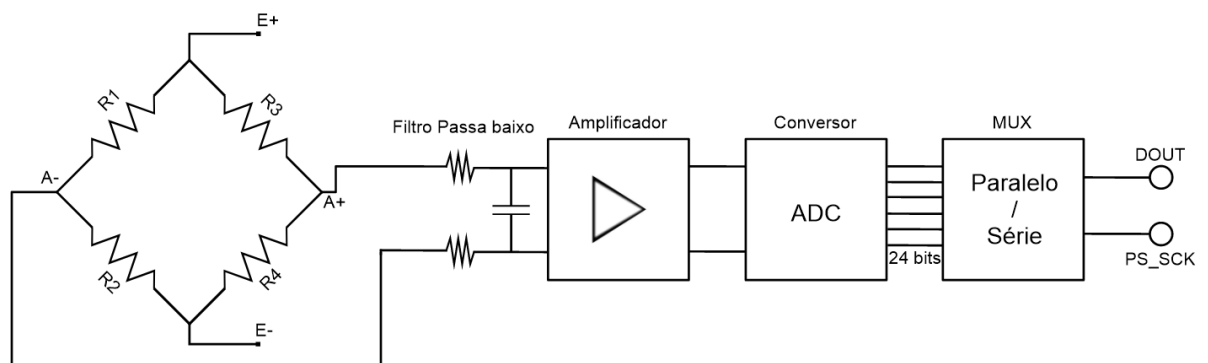 E+
R1
R3
A-
A+
R2
R4
E-
Filtro Passa baixo
Amplificador
Conversor
ADC
24 bits
MUX
Paralelo
/
Série
DOUT
PS_SCK